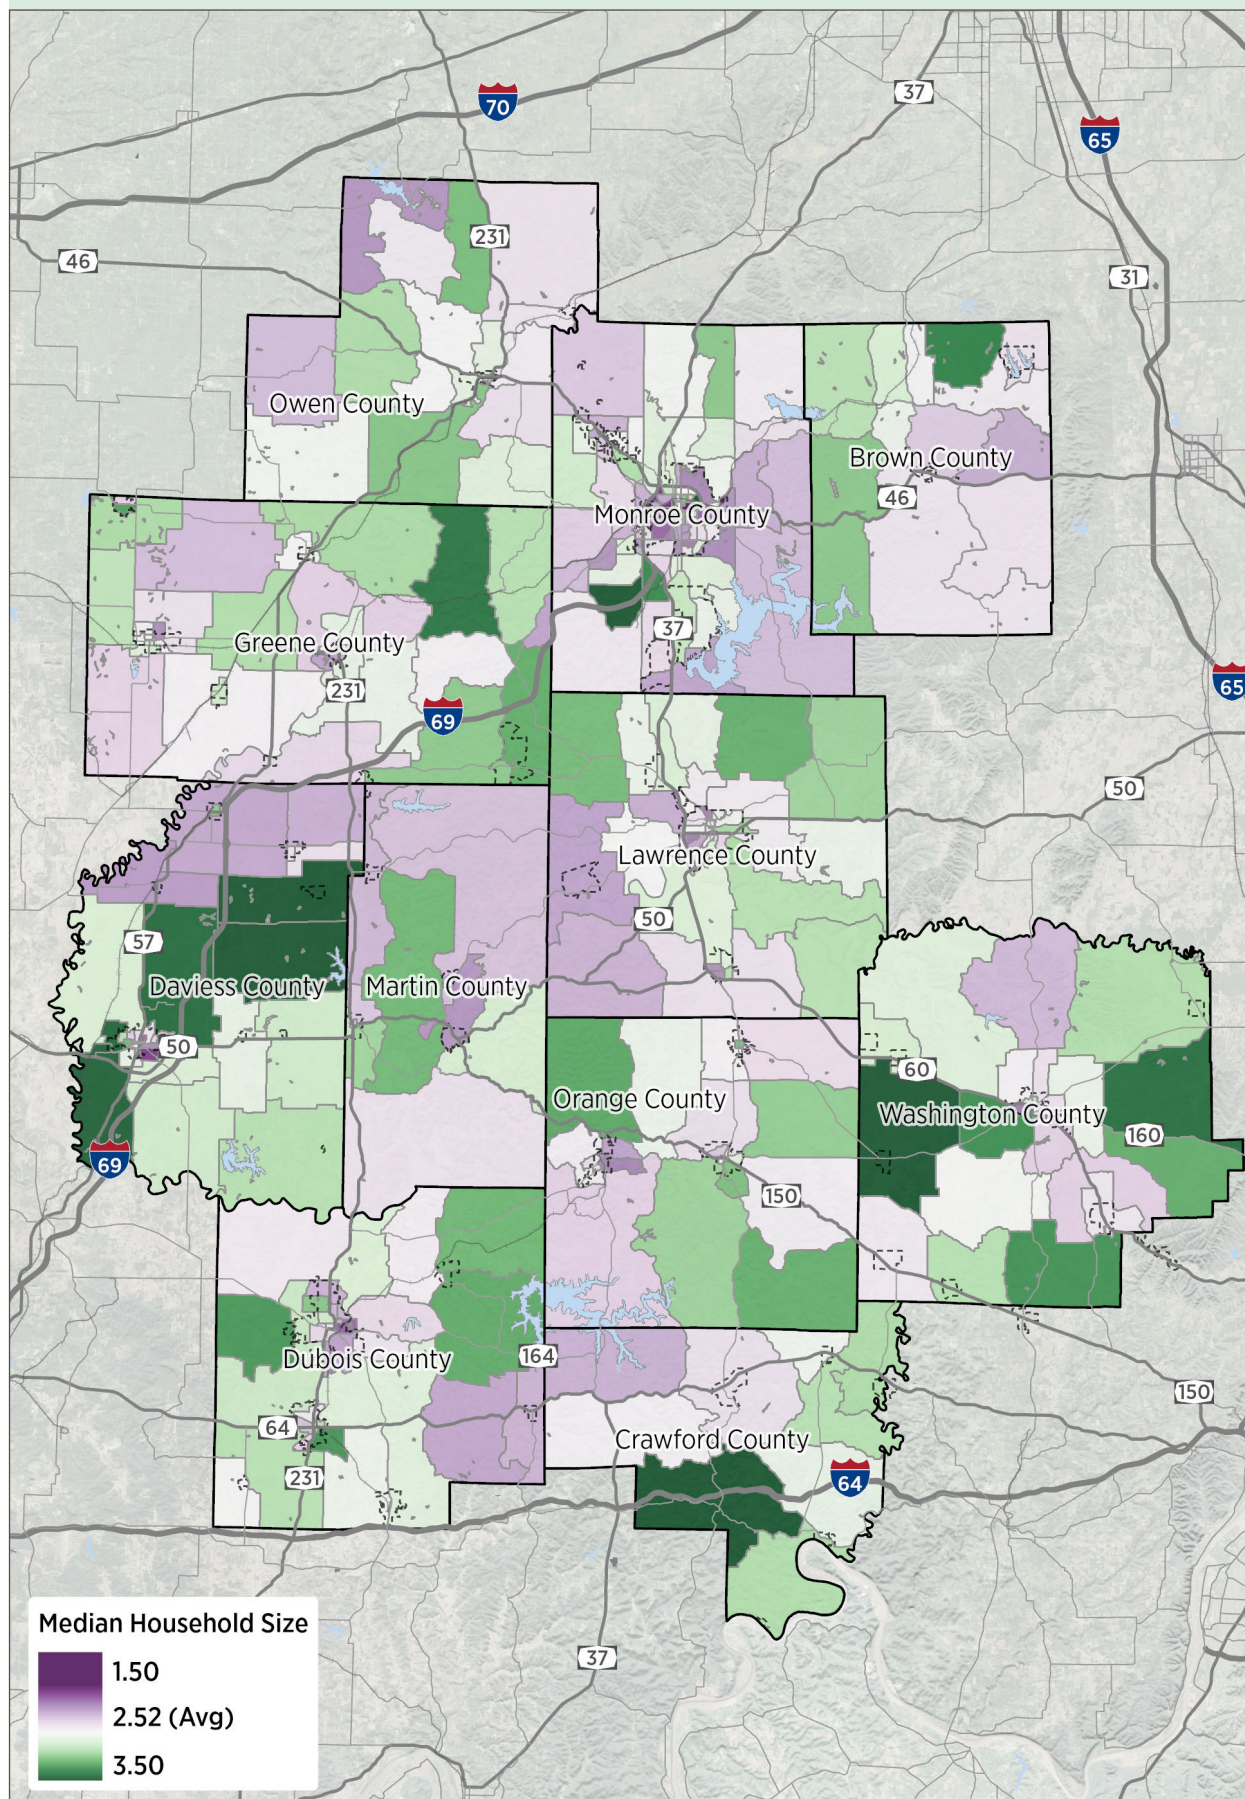 70
37
65
231
46
31
Owen County
Brown County
46
Monroe County
37
Greene County
65
231
69
50
Lawrence County
50
57
Daviess County
Martin County
50
60
Orange County
Washington County
160
69
150
164
Dubois County
150
64
Crawford County
231
64
Median Household Size
1.50
2.52 (Avg)
3.50
37